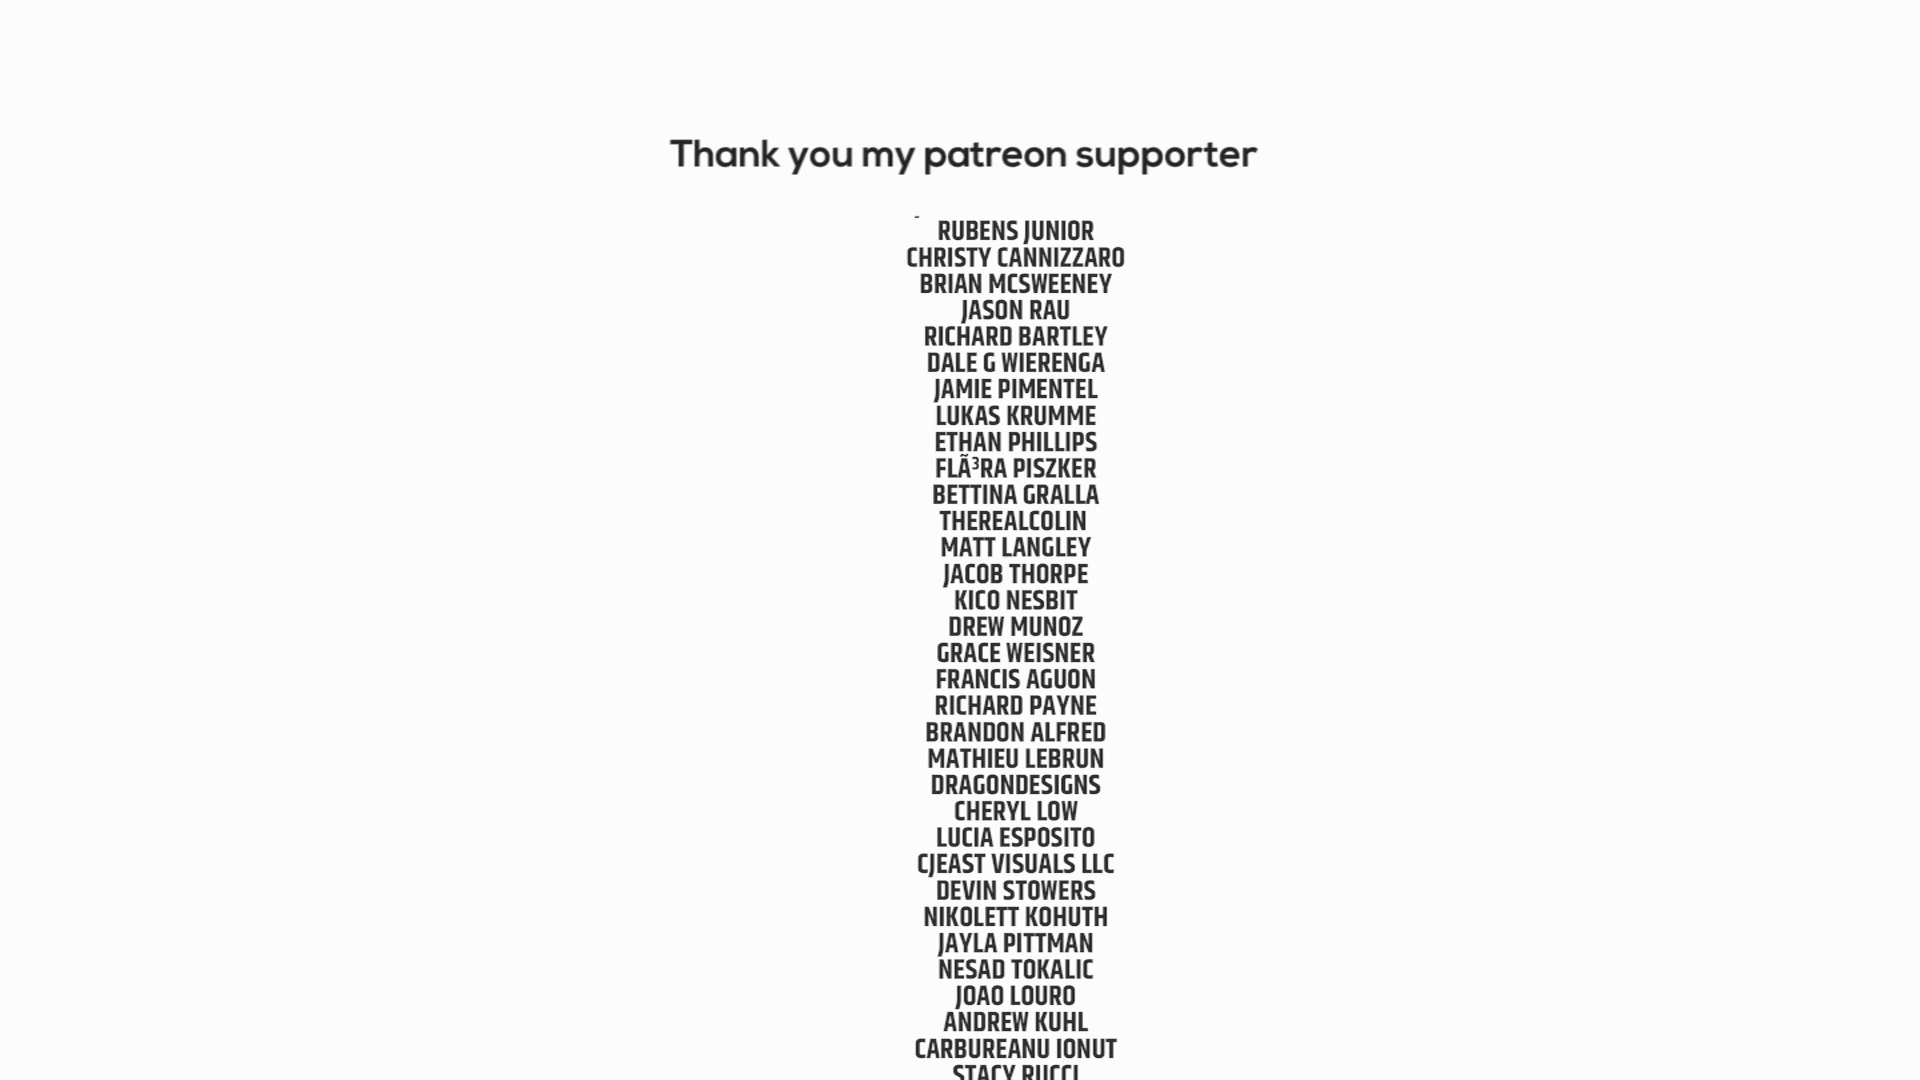 Thank you my patreon supporter
-
RUBENS JUNIOR
CHRISTY CANNIZZARO
BRIAN MCSWEENEY
JASON RAU
RICHARD BARTLEY
DALE G WIERENGA
JAMIE PIMENTEL
LUKAS KRUMME
ETHAN PHILLIPS
FLÃ³RA PISZKER
BETTINA GRALLA
THEREALCOLIN
MATT LANGLEY
JACOB THORPE
KICO NESBIT
DREW MUNOZ
GRACE WEISNER
FRANCIS AGUON
RICHARD PAYNE
BRANDON ALFRED
MATHIEU LEBRUN
DRAGONDESIGNS
CHERYL LOW
LUCIA ESPOSITO
CJEAST VISUALS LLC
DEVIN STOWERS
NIKOLETT KOHUTH
JAYLA PITTMAN
NESAD TOKALIC
JOAO LOURO
ANDREW KUHL
CARBUREANU IONUT
STACY RUCCI